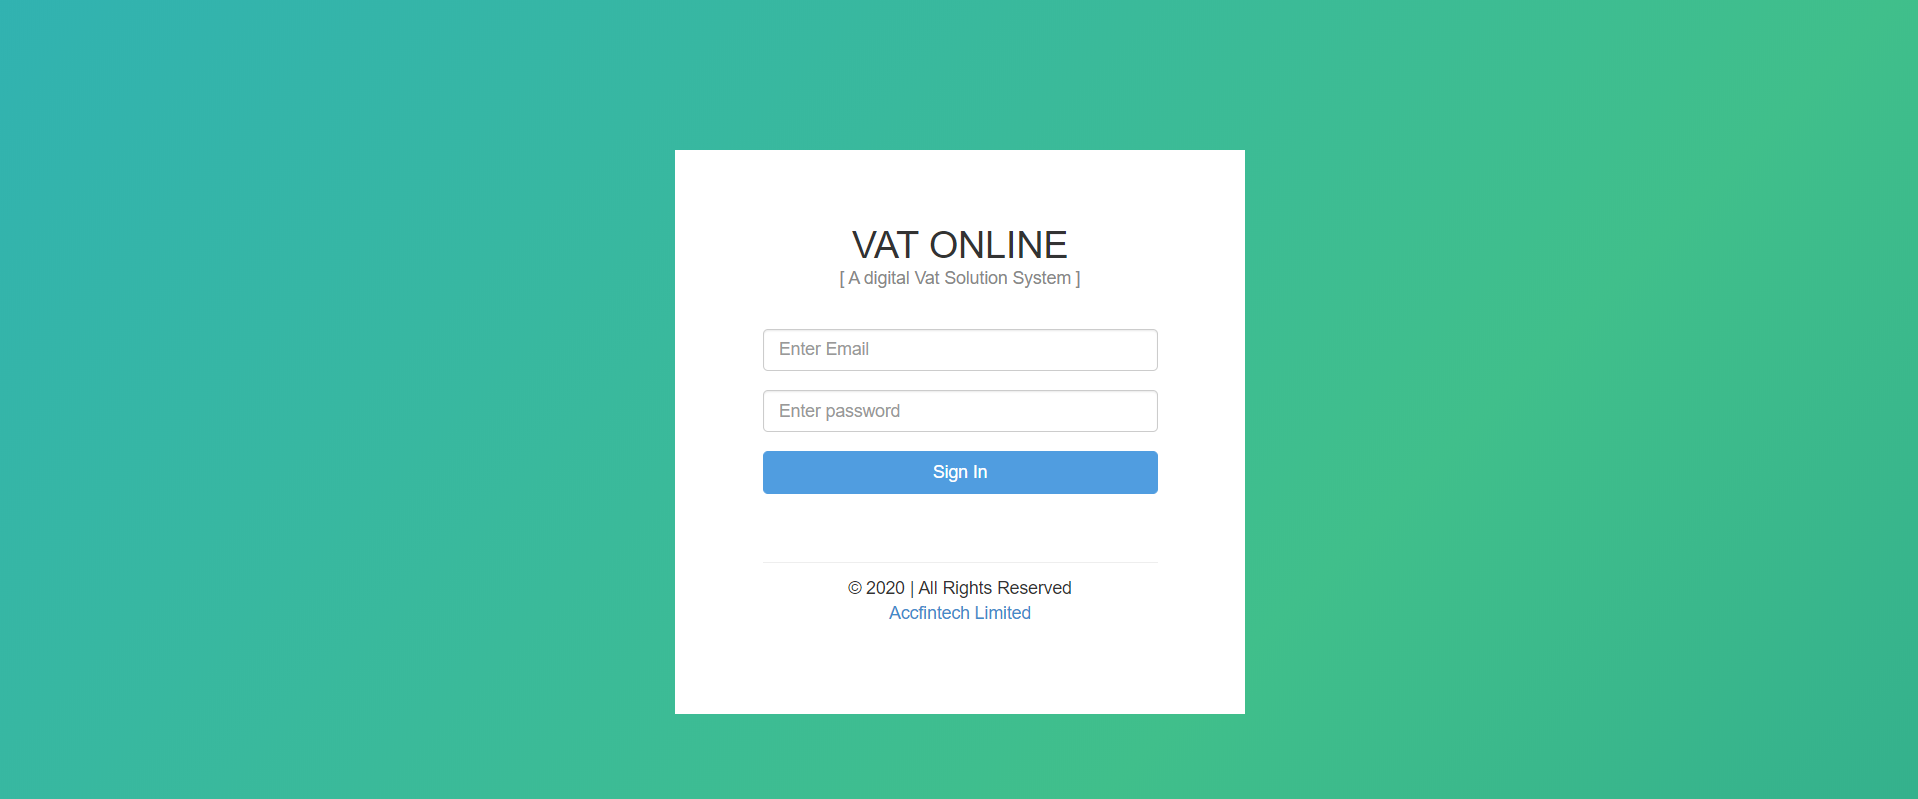 VAT ONLINE
[ A digital Vat Solution System ]
Enter Email
Enter password
Sign In
© 2020 | All Rights Reserved
Accfintech Limited